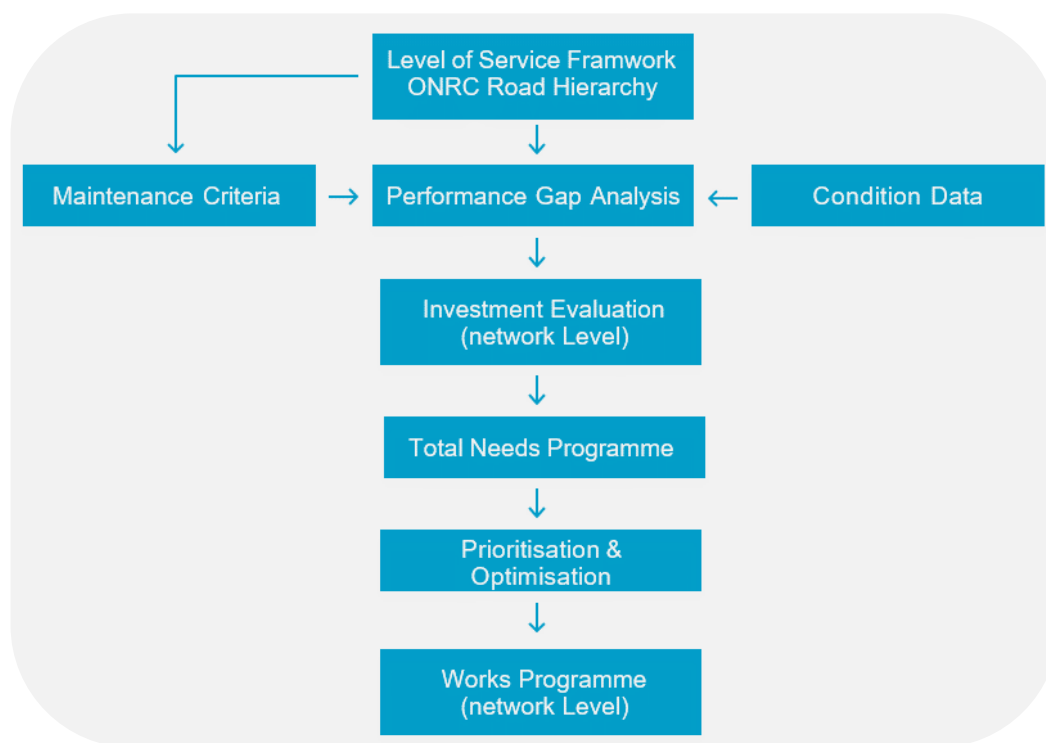 Level of Service Framwork
ONRC Road Hierarchy
Maintenance Criteria
Performance Gap Analysis
Condition Data
Investment Evaluation
(network Level)
Total Needs Programme
Prioritisation &
Optimisation
Works Programme
(network Level)